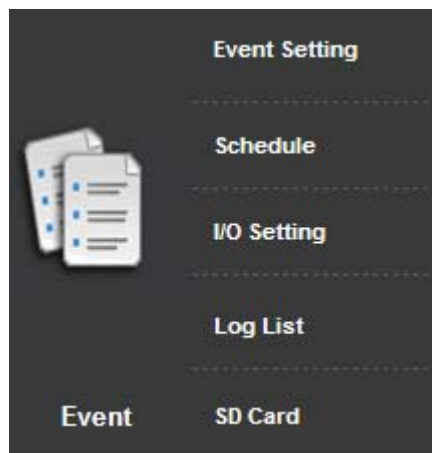 Event Setting
Schedule
I/O Setting
Log List
Event
SD Card